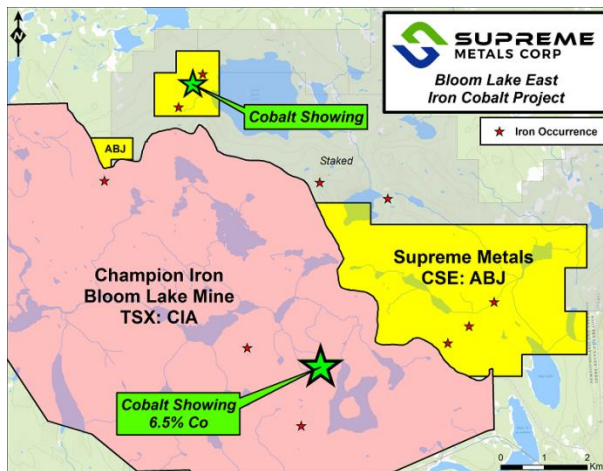 N
SUPREME
METALS CORP
Bloom Lake East
Iron Cobalt Project
Iron Occurrence
Cobalt Showing
ABJ
Staked
Champion Iron
Bloom Lake Mine
TSX: CIA
Supreme Metals
CSE: ABJ
Cobalt Showing
6.5% Co
0 1 2
Km